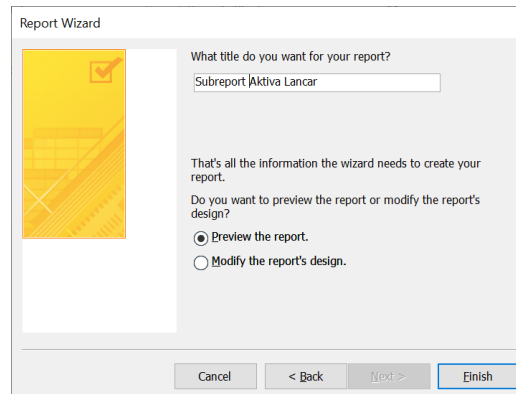 Report Wizard
What title do you want for your report?
Subreport Aktiva Lancar
That's all the information the wizard needs to create your
report.
Do you want to preview the report or modify the report's
design?
Preview the report.
Modify the report's design.
Cancel
< Back
Next >
Finish